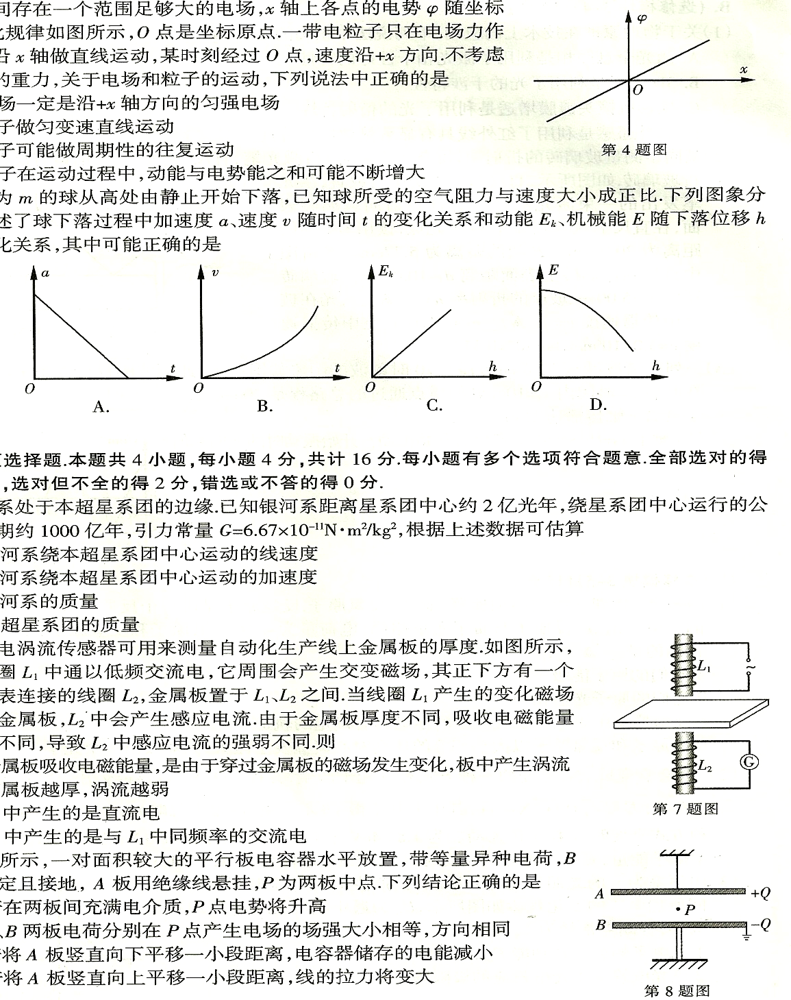 间存在一个范围足够大的电场,x 轴上各点的电势 φ 随坐标
化规律如图所示,O 点是坐标原点.一带电粒子只在电场力作
沿 x 轴做直线运动,某时刻经过 O 点,速度沿+x 方向.不考虑
的重力,关于电场和粒子的运动,下列说法中正确的是
场一定是沿+x 轴方向的匀强电场
子做匀变速直线运动
子可能做周期性的往复运动
子在运动过程中,动能与电势能之和可能不断增大
φ
x
O
第 4 题图
为 m 的球从高处由静止开始下落,已知球所受的空气阻力与速度大小成正比.下列图象分
述了球下落过程中加速度 a、速度 v 随时间 t 的变化关系和动能 Ek、机械能 E 随下落位移 h
化关系,其中可能正确的是
a v Ek E
t t h h
O O O O
A. B. C. D.
选择题.本题共 4 小题,每小题 4 分,共计 16 分.每小题有多个选项符合题意.全部选对的得
,选对但不全的得 2 分,错选或不答的得 0 分.
系处于本超星系团的边缘.已知银河系距离星系团中心约 2 亿光年,绕星系团中心运行的公
期约 1000 亿年,引力常量 G=6.67×10⁻¹¹N·m²/kg²,根据上述数据可估算
河系绕本超星系团中心运动的线速度
河系绕本超星系团中心运动的加速度
河系的质量
超星系团的质量
电涡流传感器可用来测量自动化生产线上金属板的厚度.如图所示,
圈 L₁ 中通以低频交流电,它周围会产生交变磁场,其正下方有一个
表连接的线圈 L₂,金属板置于 L₁、L₂ 之间.当线圈 L₁ 产生的变化磁场
金属板,L₂ 中会产生感应电流.由于金属板厚度不同,吸收电磁能量
不同,导致 L₂ 中感应电流的强弱不同.则
属板吸收电磁能量,是由于穿过金属板的磁场发生变化,板中产生涡流
属板越厚,涡流越弱
中产生的是直流电
中产生的是与 L₁ 中同频率的交流电
L₁
~
L₂
G
第 7 题图
所示,一对面积较大的平行板电容器水平放置,带等量异种电荷,B
定且接地, A 板用绝缘线悬挂,P 为两板中点.下列结论正确的是
在两板间充满电介质,P 点电势将升高
、B 两板电荷分别在 P 点产生电场的场强大小相等,方向相同
将 A 板竖直向下平移一小段距离,电容器储存的电能减小
将 A 板竖直向上平移一小段距离,线的拉力将变大
A +Q
P
B -Q
第 8 题图